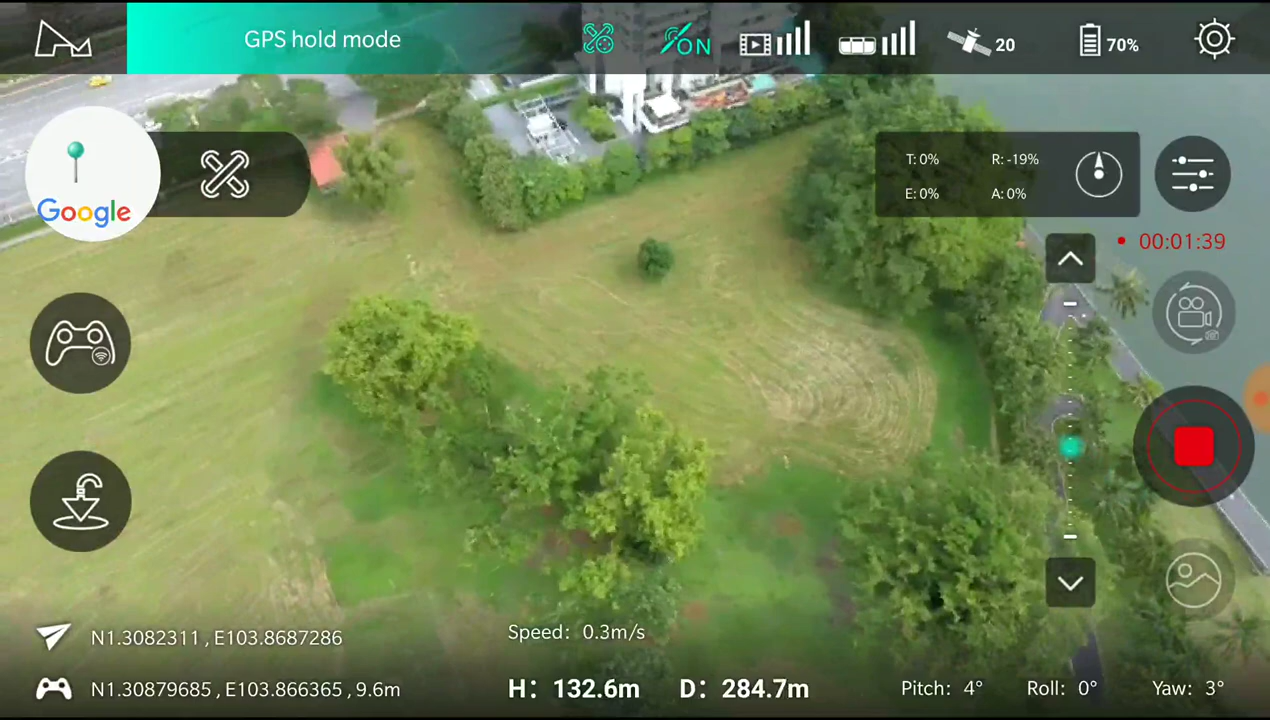 GPS hold mode
ON
20
70%
Google
T: 0%
R: -19%
E: 0%
A: 0%
00:01:39
N1.3082311 , E103.8687286
Speed: 0.3m/s
N1.30879685 , E103.866365 , 9.6m
H: 132.6m
D: 284.7m
Pitch: 4°
Roll: 0°
Yaw: 3°